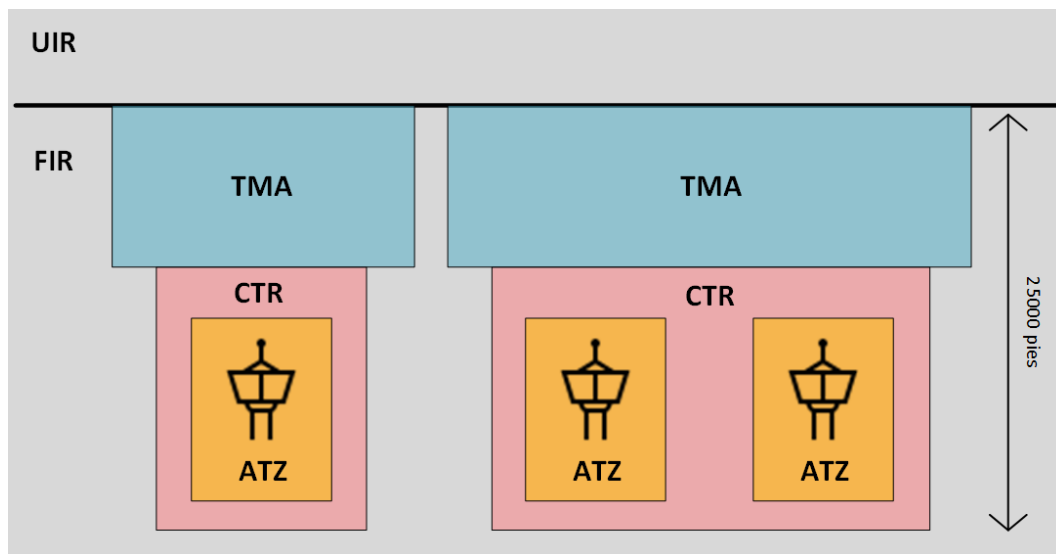 UIR
FIR
TMA
TMA
CTR
CTR
ATZ
ATZ
ATZ
25000 pies